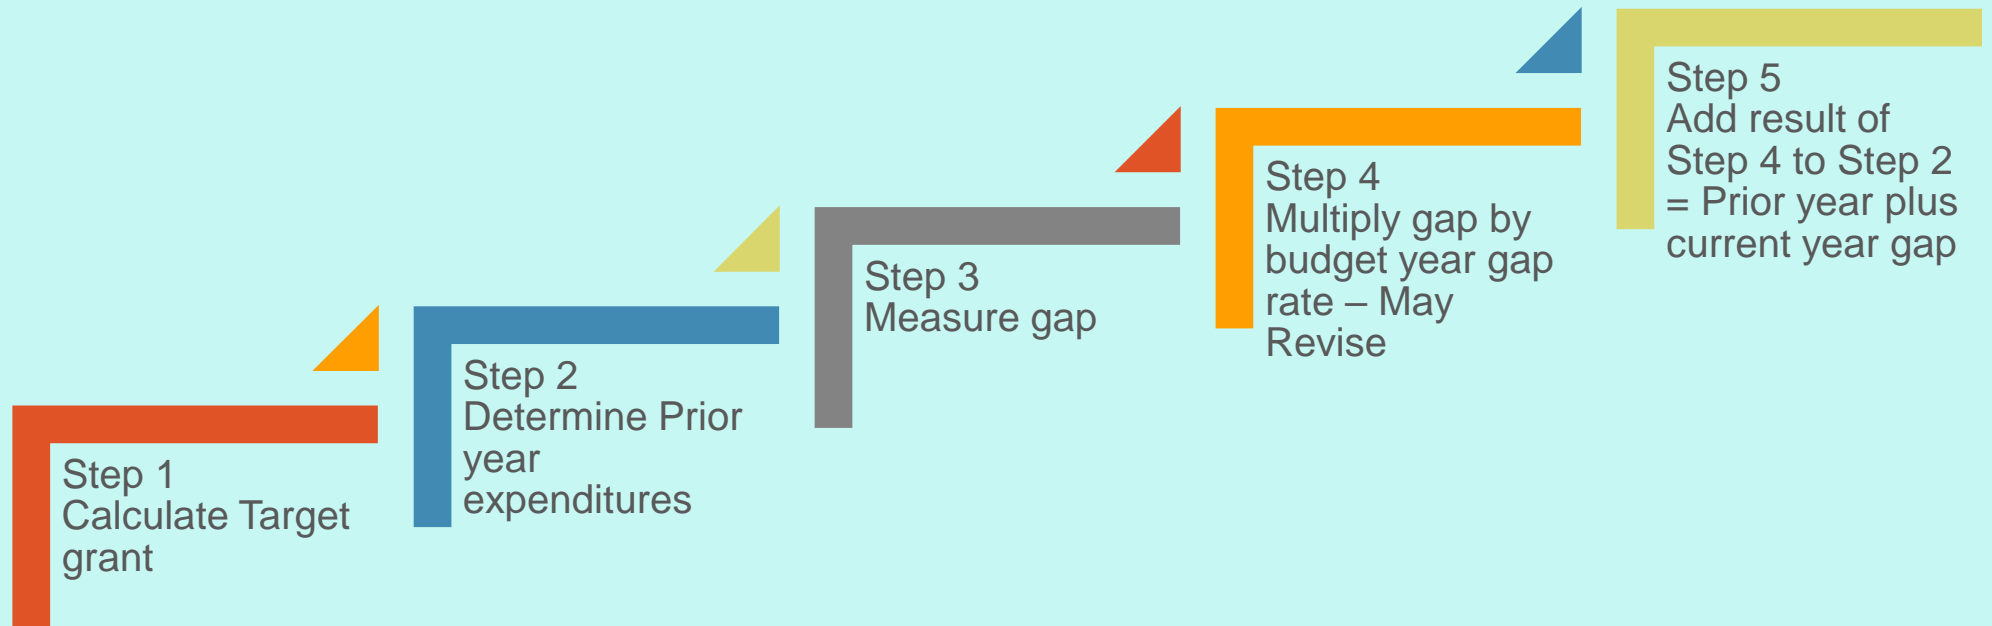 Step 1
Calculate Target
grant
Step 2
Determine Prior
year
expenditures
Step 3
Measure gap
Step 4
Multiply gap by
budget year gap
rate – May
Revise
Step 5
Add result of
Step 4 to Step 2
= Prior year plus
current year gap